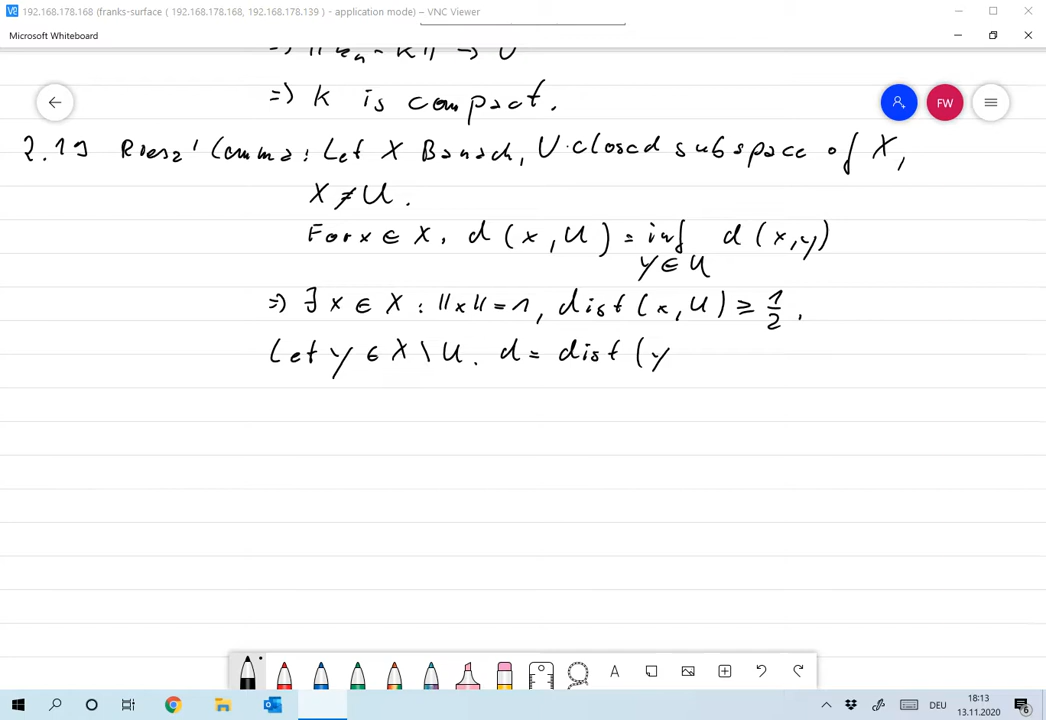 192.168.178.168 (franks-surface ( 192.168.178.168, 192.168.178.139 ) - application mode) – VNC Viewer
Microsoft Whiteboard
=> k is compact.
FW
2.19 Riesz' Lemma: Let X Banach, U closed subspace of X,
X ≠ U.
For x ∈ X, d(x, U) = inf d(x,y)
y ∈ U
=> ∃ x ∈ X : ||x|| = 1, dist(x, U) ≥ 1/2.
Let y ∈ X \ U. d = dist (y
A
DEU
18:13
13.11.2020
6